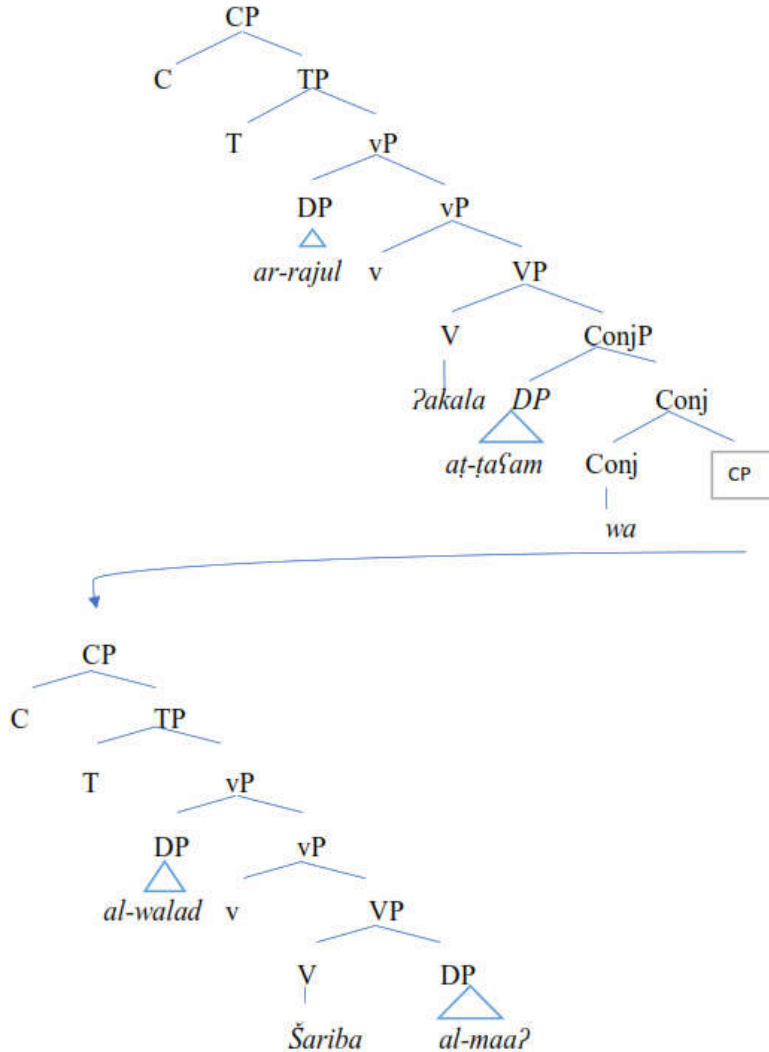 CP
C TP
T vP
DP vP
ar-rajul v VP
V ConjP
ʔakala DP Conj
aṭ-ṭaʕam Conj CP
wa
CP
C TP
T vP
DP vP
al-walad v VP
V DP
Šariba al-maaʔ